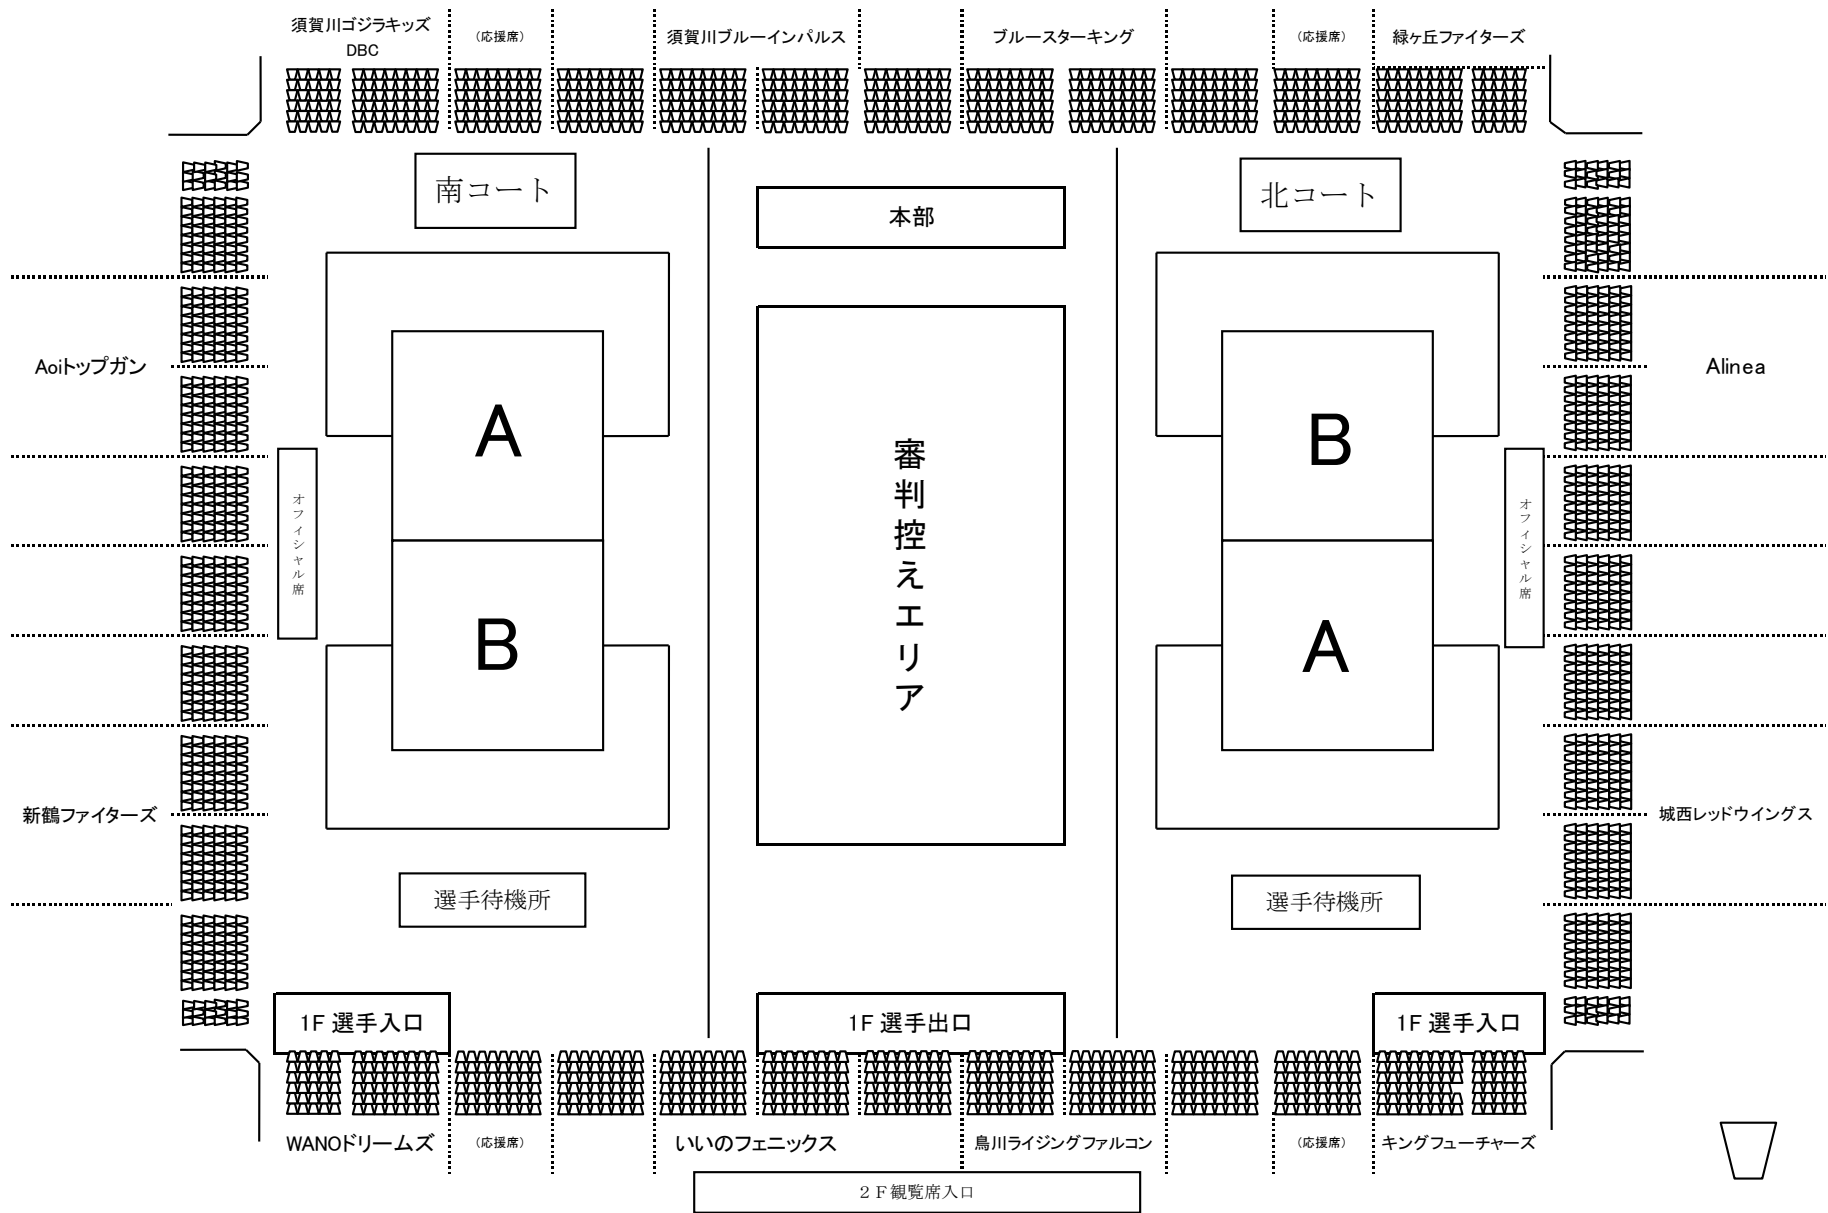 須賀川ゴジラキッズ
DBC
（応援席）
須賀川ブルーインパルス
ブルースターキング
（応援席）
緑ヶ丘ファイターズ
南コート
本部
北コート
Aoiトップガン
Alinea
A
B
審判控えエリア
オフィシャル席
オフィシャル席
B
A
新鶴ファイターズ
城西レッドウイングス
選手待機所
選手待機所
1F 選手入口
1F 選手出口
1F 選手入口
WANOドリームズ
（応援席）
いいのフェニックス
鳥川ライジングファルコン
（応援席）
キングフューチャーズ
２Ｆ観覧席入口